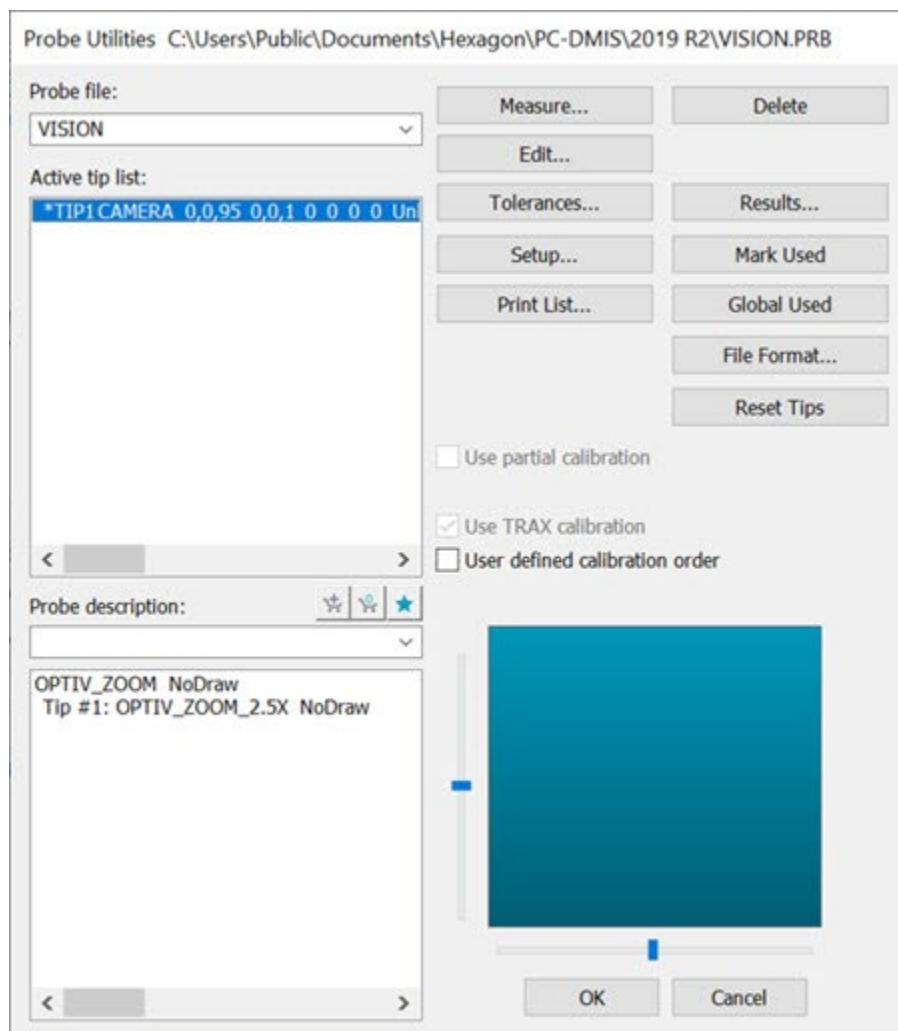 Probe Utilities C:\Users\Public\Documents\Hexagon\PC-DMIS\2019 R2\VISION.PRB
Probe file:
VISION
Active tip list:
*TIP1CAMERA 0,0,95 0,0,1 0 0 0 0 Un
Measure...
Delete
Edit...
Tolerances...
Results...
Setup...
Mark Used
Print List...
Global Used
File Format...
Reset Tips
Use partial calibration
Use TRAX calibration
User defined calibration order
Probe description:
OPTIV_ZOOM NoDraw
Tip #1: OPTIV_ZOOM_2.5X NoDraw
OK
Cancel